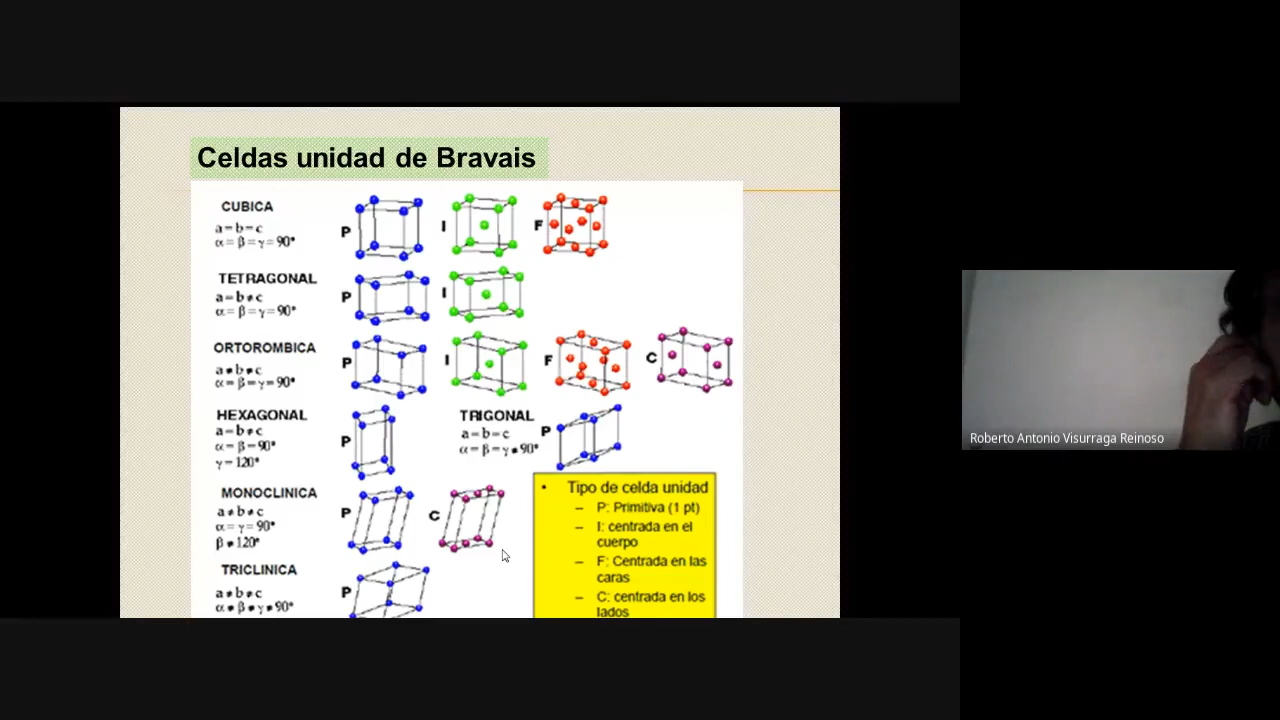 Celdas unidad de Bravais
CUBICA
a = b = c
α = β = γ = 90°
P
I
F
TETRAGONAL
a = b ≠ c
α = β = γ = 90°
P
I
ORTOROMBICA
a ≠ b ≠ c
α = β = γ = 90°
P
I
F
C
HEXAGONAL
a = b ≠ c
α = β = 90°
γ = 120°
P
TRIGONAL
a = b = c
α = β = γ ≠ 90°
P
MONOCLINICA
a ≠ b ≠ c
α = γ = 90°
β ≠ 120°
P
C
TRICLINICA
a ≠ b ≠ c
α ≠ β ≠ γ ≠ 90°
P
• Tipo de celda unidad
– P: Primitiva (1 pt)
– I: centrada en el
cuerpo
– F: Centrada en las
caras
– C: centrada en los
lados
Roberto Antonio Visurraga Reinoso